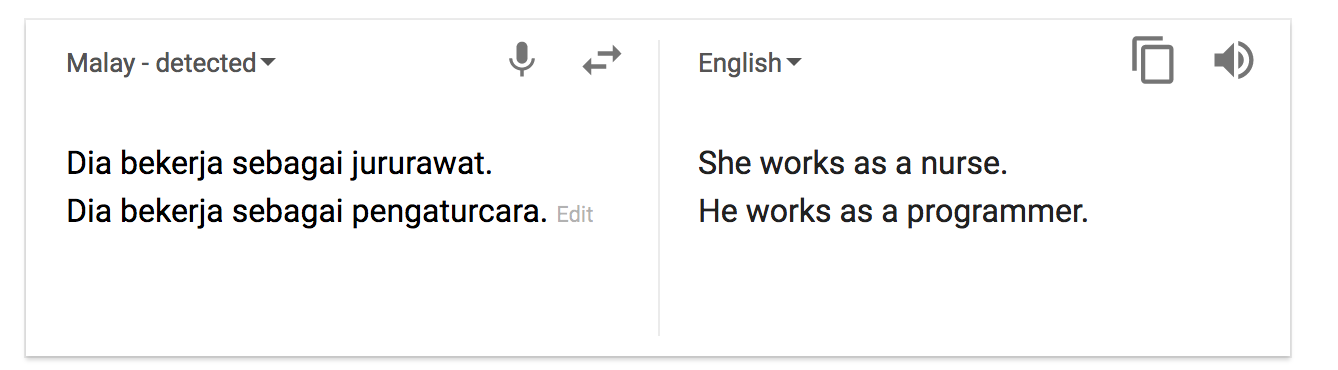 Malay - detected
English
Dia bekerja sebagai jururawat.
Dia bekerja sebagai pengaturcara. Edit
She works as a nurse.
He works as a programmer.